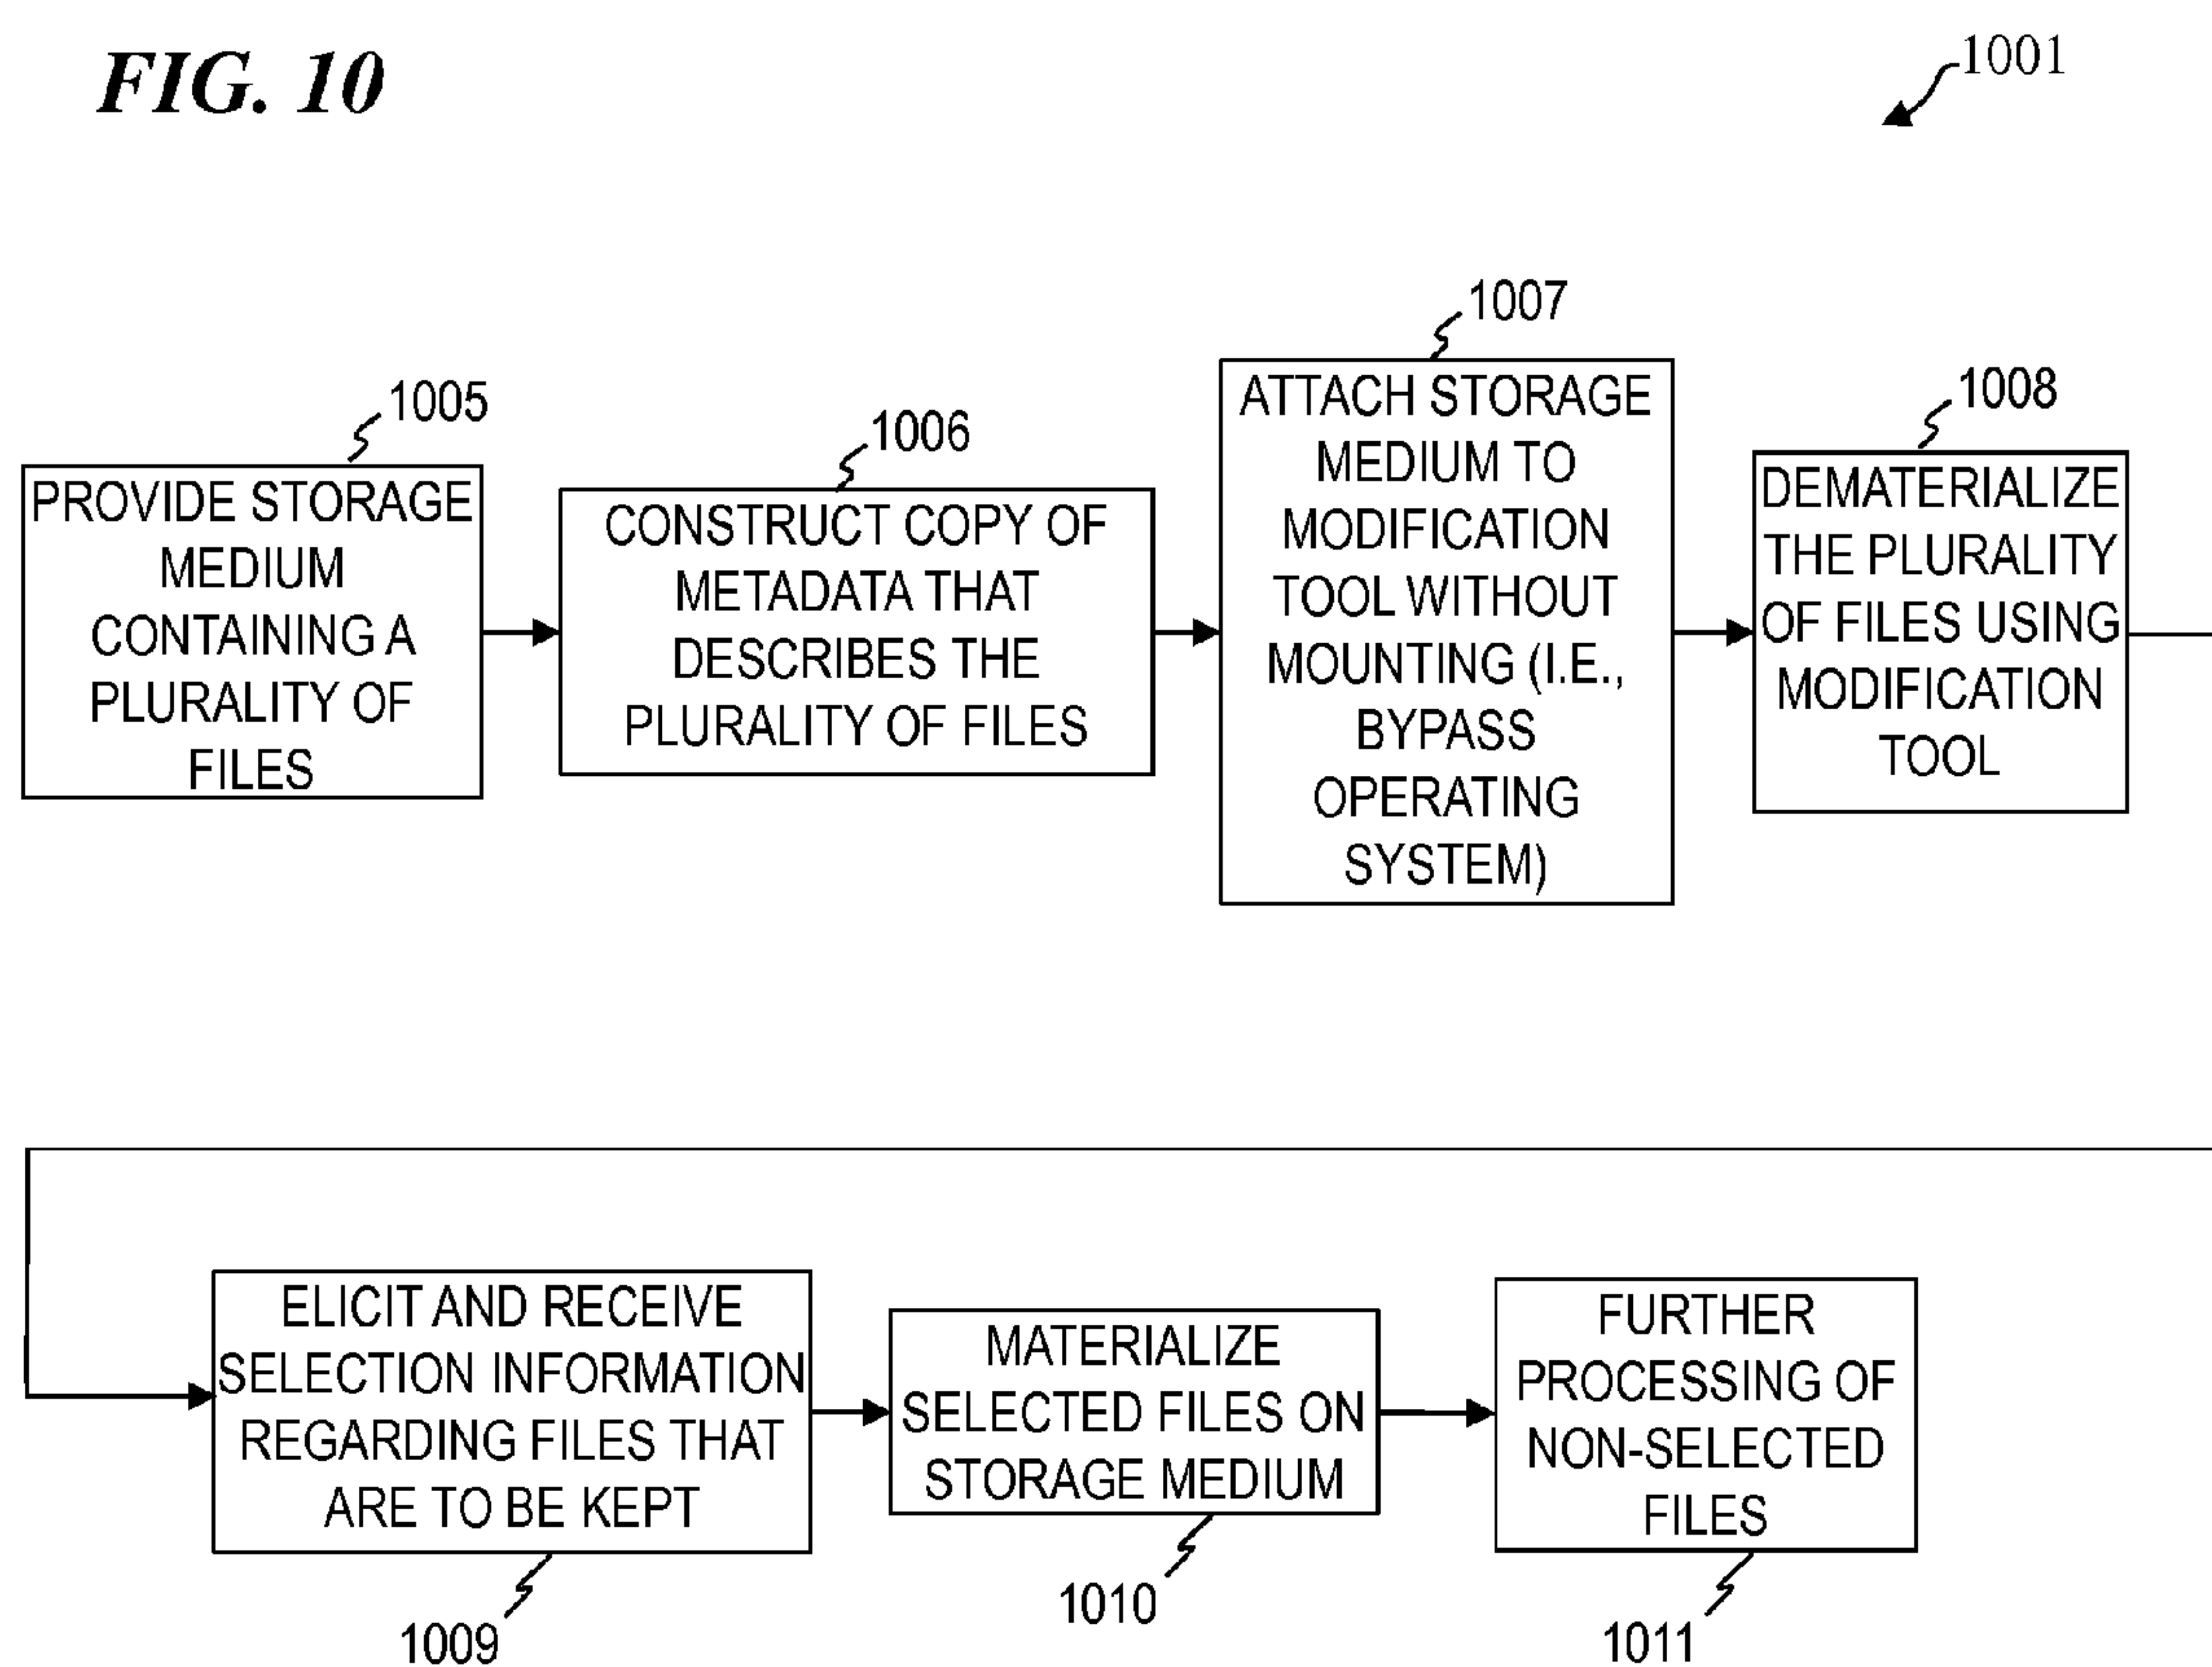 FIG. 10
1001
1005
PROVIDE STORAGE
MEDIUM
CONTAINING A
PLURALITY OF
FILES
1006
CONSTRUCT COPY OF
METADATA THAT
DESCRIBES THE
PLURALITY OF FILES
1007
ATTACH STORAGE
MEDIUM TO
MODIFICATION
TOOL WITHOUT
MOUNTING (I.E.,
BYPASS
OPERATING
SYSTEM)
1008
DEMATERIALIZE
THE PLURALITY
OF FILES USING
MODIFICATION
TOOL
ELICIT AND RECEIVE
SELECTION INFORMATION
REGARDING FILES THAT
ARE TO BE KEPT
1009
MATERIALIZE
SELECTED FILES ON
STORAGE MEDIUM
1010
FURTHER
PROCESSING OF
NON-SELECTED
FILES
1011